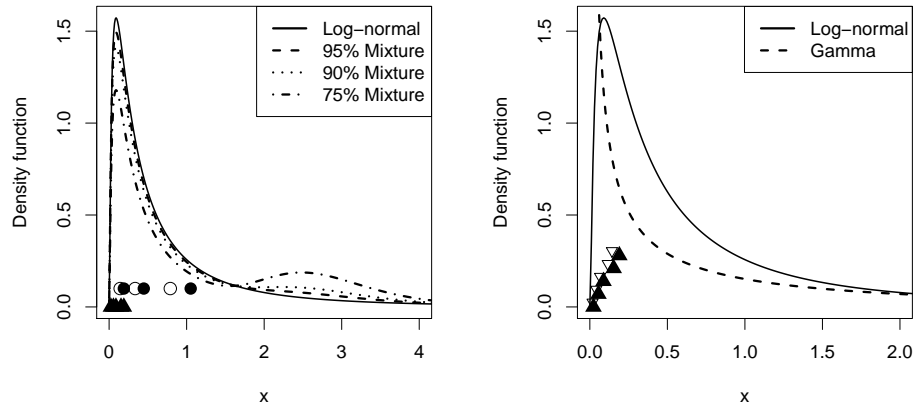 Density function
0.0
0.5
1.0
1.5
Log−normal
95% Mixture
90% Mixture
75% Mixture
0
1
2
3
4
x
Density function
0.0
0.5
1.0
1.5
Log−normal
Gamma
0.0
0.5
1.0
1.5
2.0
x